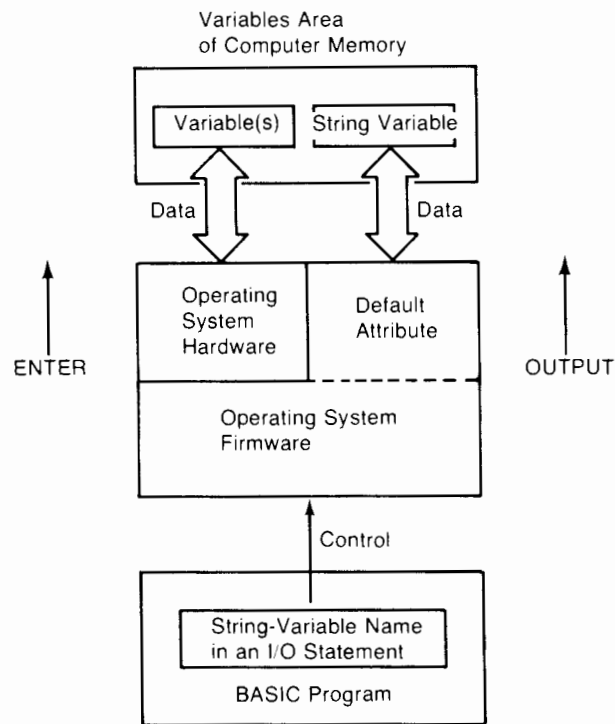 Variables Area
of Computer Memory
Variable(s)
String Variable
Data
Data
Operating
System
Hardware
Default
Attribute
ENTER
OUTPUT
Operating System
Firmware
Control
String-Variable Name
in an I/O Statement
BASIC Program